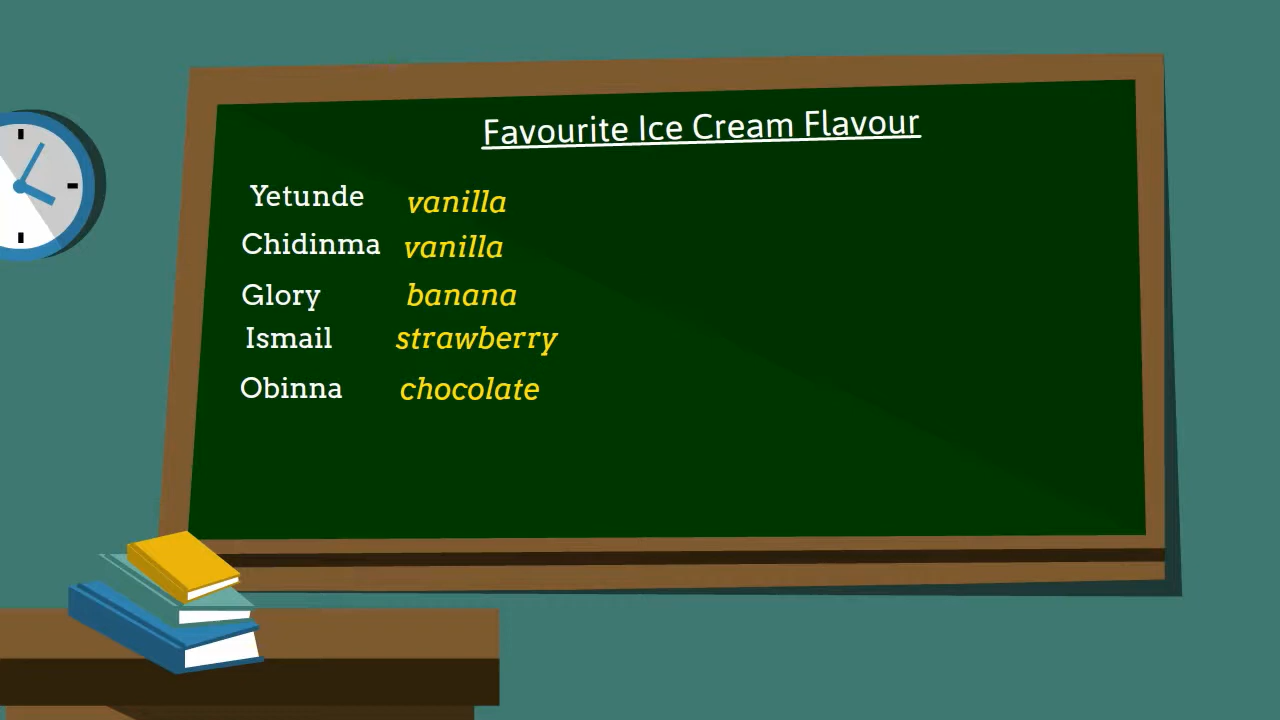 Favourite Ice Cream Flavour
Yetunde vanilla
Chidinma vanilla
Glory banana
Ismail strawberry
Obinna chocolate